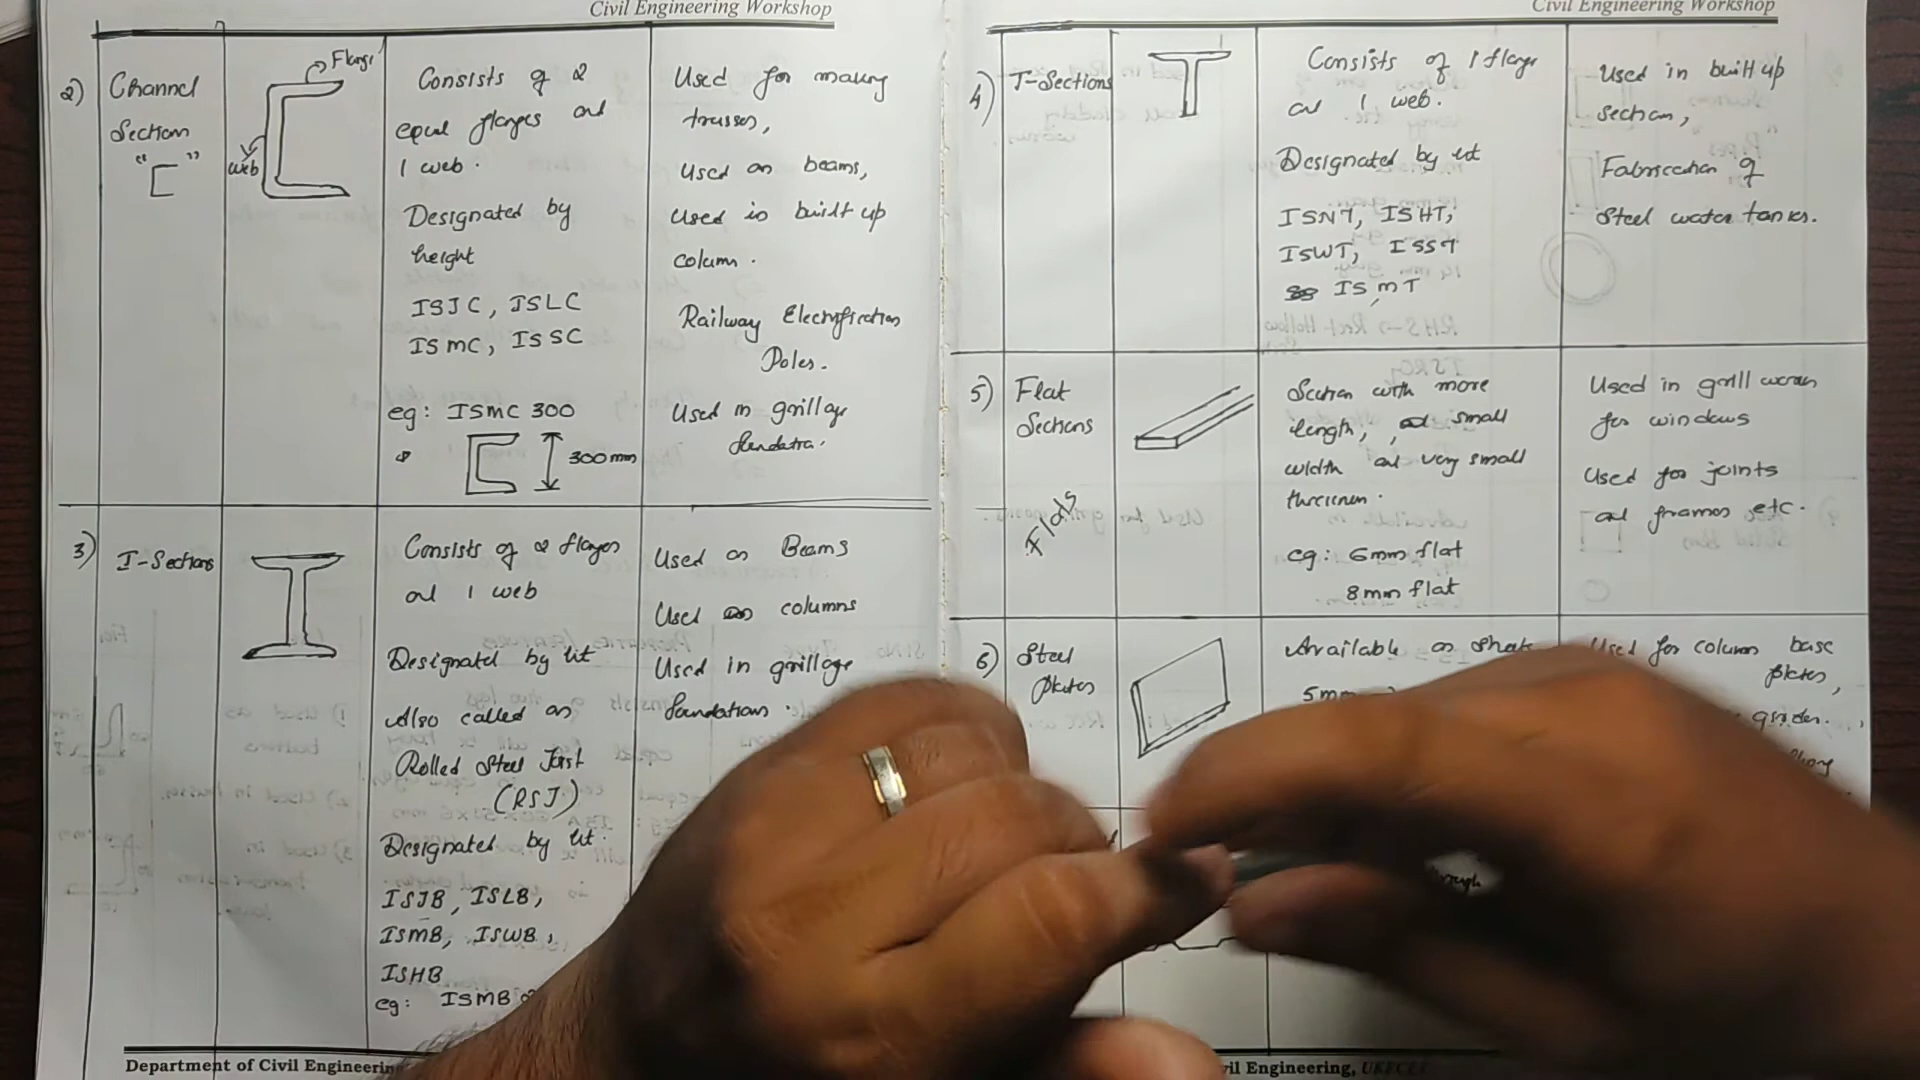 Civil Engineering Workshop
2) Channel
Section
"["
Flange
web
Consists of 2
equal flanges and
1 web.
Designated by
height
ISJC, ISLC
ISMC, ISSC
eg: ISMC 300
300mm
Used for making
trusses,
Used as beams,
Used in built up
column.
Railway Electrification
Poles.
Used in grillage
3) I-Sections
Consists of 2 flanges
and 1 web
Designated by wt
Also called as
Rolled Steel Joist
(RSJ)
Designated by wt.
ISJB, ISLB,
ISMB, ISWB,
ISHB
eg: ISMB
Used as Beams
Used as columns
Used in grillage
foundations.
Department of Civil Engineerin
Civil Engineering Workshop
4) T-Sections
Consists of 1 flange
and 1 web.
Designated by wt
ISNT, ISHT,
ISWT, ISST
ISMT
Used in built up
section,
Fabrication of
Steel water tanks.
5) Flat
Sections
Flats
Section with more
length, small
width and very small
thickness.
eg: 6mm flat
8mm flat
Used in grill works
for windows
Used for joints
and frames etc.
6) Steel
plates
Available as sheets
5mm
Used for column base
plates,
girder.
through
vil Engineering,